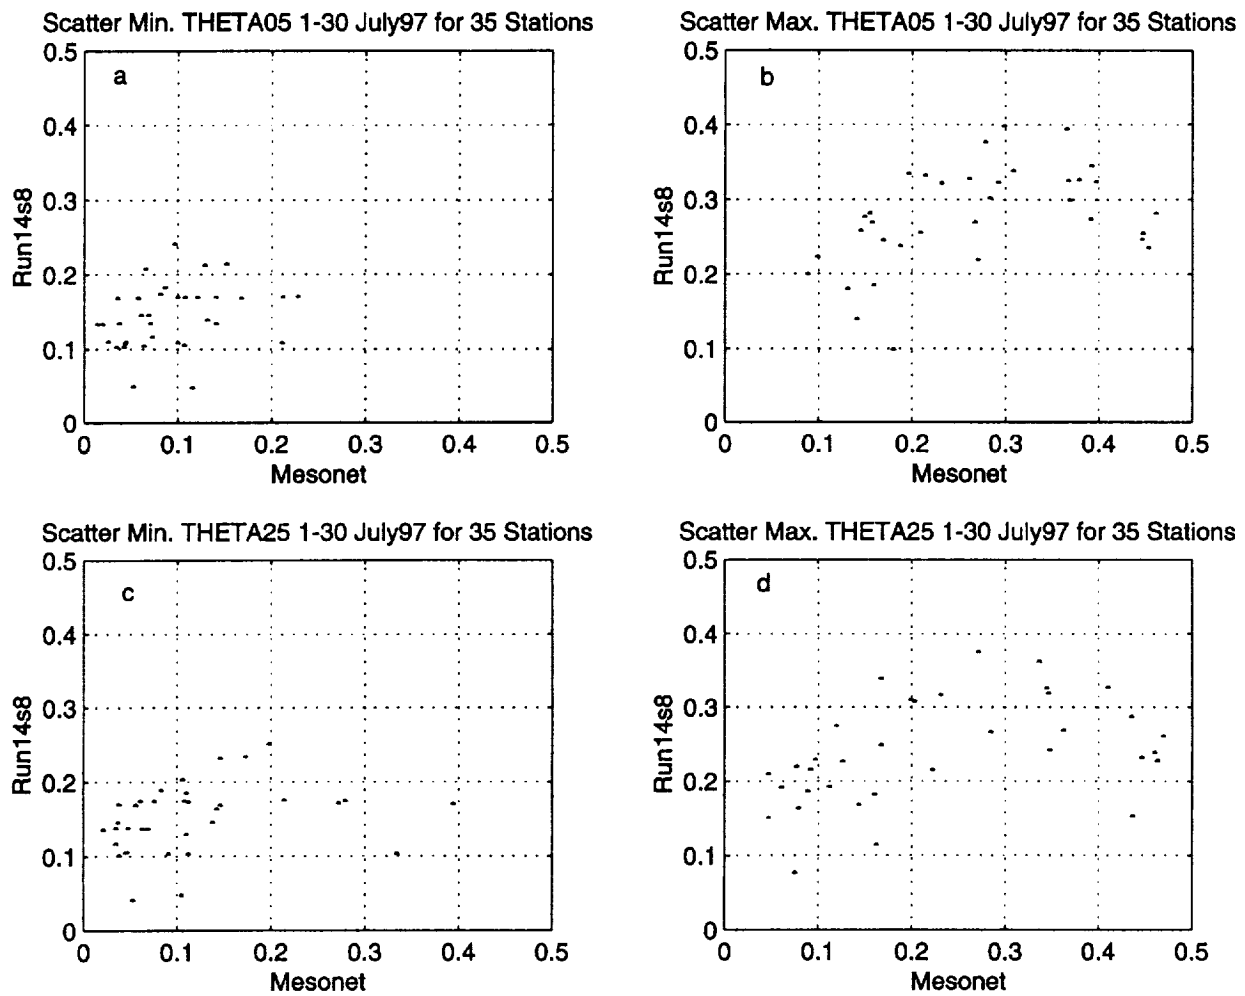 Scatter Min. THETA05 1-30 July97 for 35 Stations
0.5
0.4
0.3
0.2
0.1
0
a
Run14s8
0 0.1 0.2 0.3 0.4 0.5
Mesonet
Scatter Max. THETA05 1-30 July97 for 35 Stations
0.5
0.4
0.3
0.2
0.1
0
b
Run14s8
0 0.1 0.2 0.3 0.4 0.5
Mesonet
Scatter Min. THETA25 1-30 July97 for 35 Stations
0.5
0.4
0.3
0.2
0.1
0
c
Run14s8
0 0.1 0.2 0.3 0.4 0.5
Mesonet
Scatter Max. THETA25 1-30 July97 for 35 Stations
0.5
0.4
0.3
0.2
0.1
0
d
Run14s8
0 0.1 0.2 0.3 0.4 0.5
Mesonet